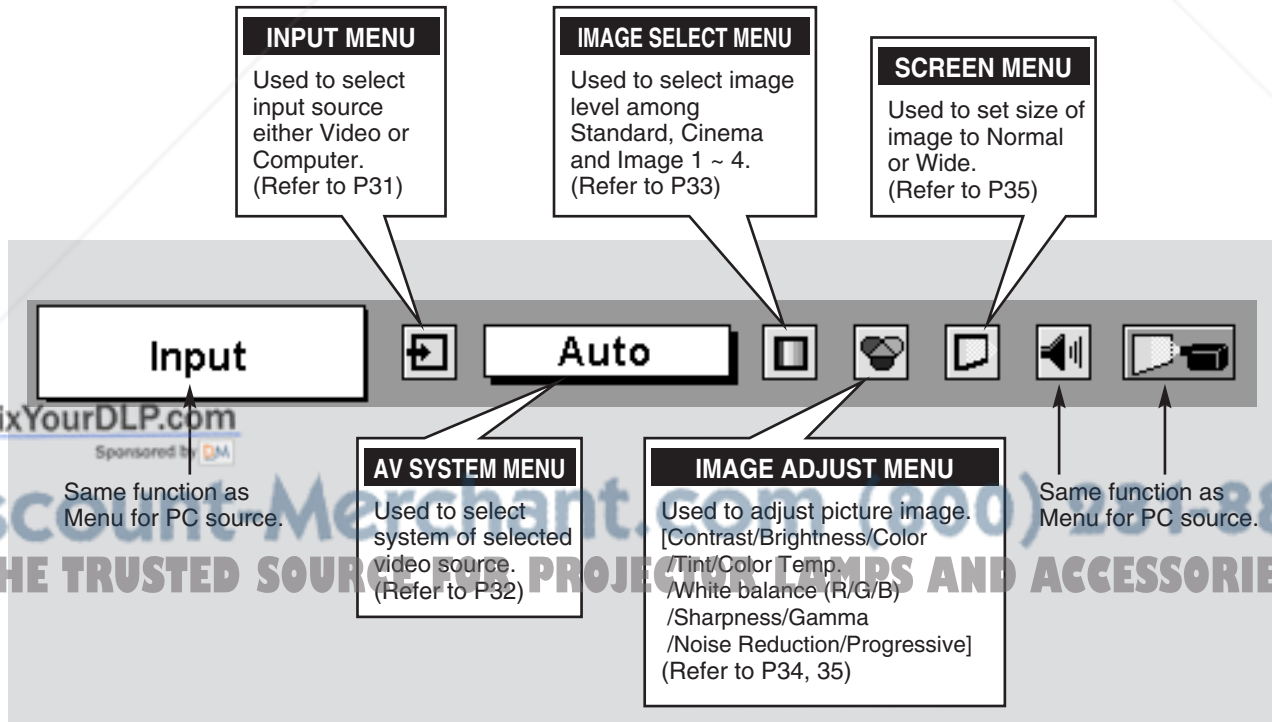 INPUT MENU
Used to select
input source
either Video or
Computer.
(Refer to P31)
IMAGE SELECT MENU
Used to select image
level among
Standard, Cinema
and Image 1 ~ 4.
(Refer to P33)
SCREEN MENU
Used to set size of
image to Normal
or Wide.
(Refer to P35)
Input
Auto
ixYourDLP.com
Sponsored by DM
Same function as
Menu for PC source.
AV SYSTEM MENU
Used to select
system of selected
video source.
(Refer to P32)
IMAGE ADJUST MENU
Used to adjust picture image.
[Contrast/Brightness/Color
/Tint/Color Temp.
/White balance (R/G/B)
/Sharpness/Gamma
/Noise Reduction/Progressive]
(Refer to P34, 35)
Same function as
Menu for PC source.
scount-Merchant.com (800) 281-88
HE TRUSTED SOURCE FOR PROJECTOR LAMPS AND ACCESSORIE